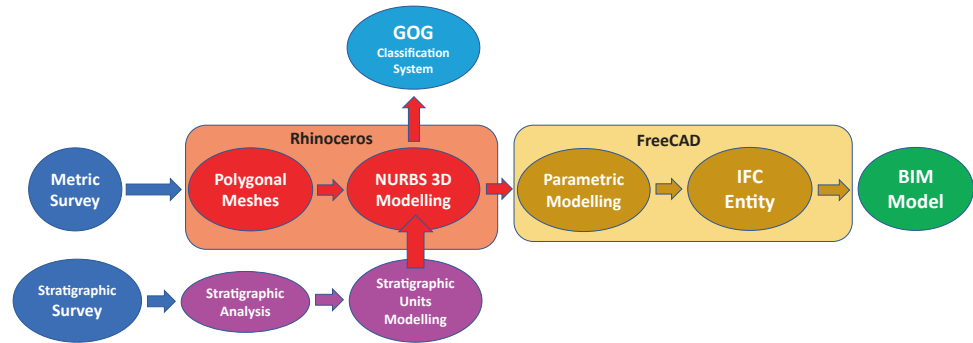 GOG
Classification
System
Rhinoceros
FreeCAD
Metric
Survey
Polygonal
Meshes
NURBS 3D
Modelling
Parametric
Modelling
IFC
Entity
BIM
Model
Stratigraphic
Survey
Stratigraphic
Analysis
Stratigraphic
Units
Modelling